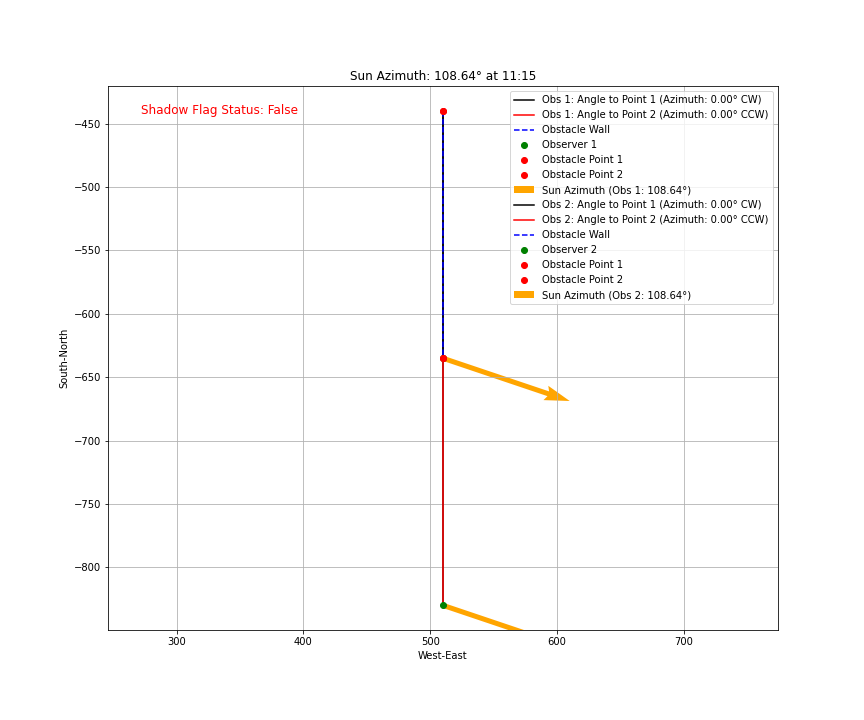 Sun Azimuth: 108.64° at 11:15
Shadow Flag Status: False
Obs 1: Angle to Point 1 (Azimuth: 0.00° CW)
Obs 1: Angle to Point 2 (Azimuth: 0.00° CCW)
Obstacle Wall
Observer 1
Obstacle Point 1
Obstacle Point 2
Sun Azimuth (Obs 1: 108.64°)
Obs 2: Angle to Point 1 (Azimuth: 0.00° CW)
Obs 2: Angle to Point 2 (Azimuth: 0.00° CCW)
Obstacle Wall
Observer 2
Obstacle Point 1
Obstacle Point 2
Sun Azimuth (Obs 2: 108.64°)
South-North
−450
−500
−550
−600
−650
−700
−750
−800
300
400
500
600
700
West-East